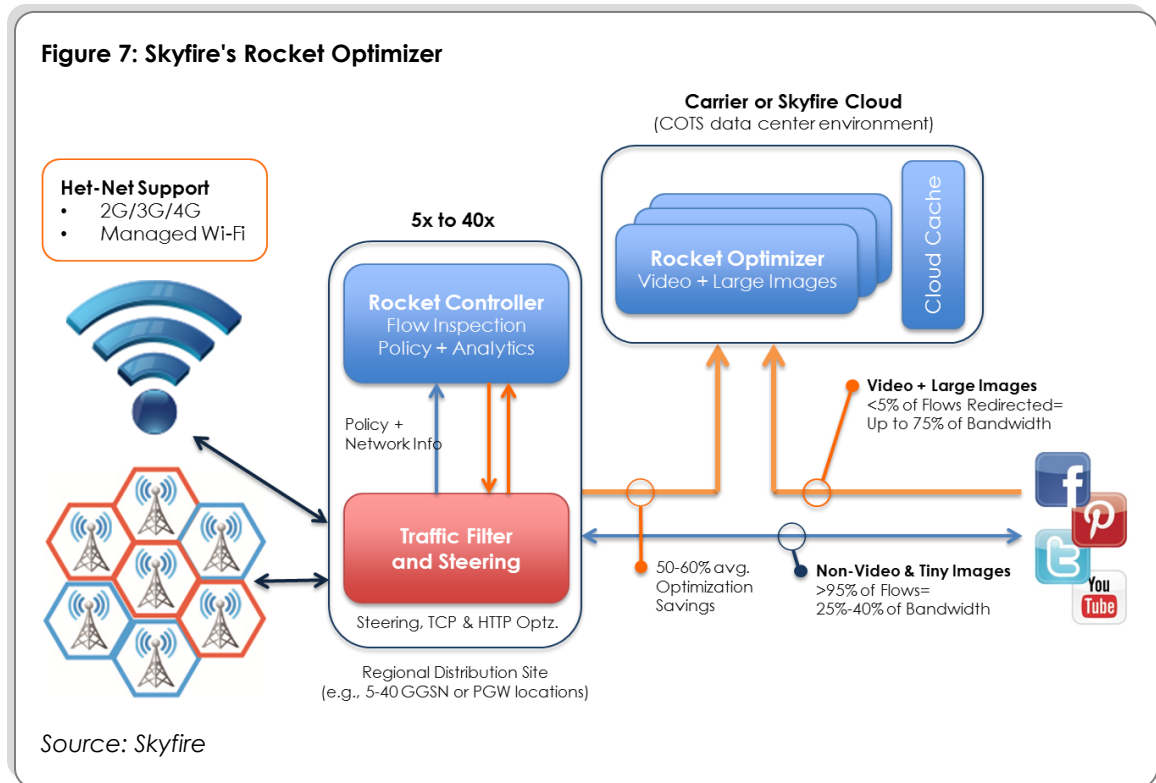 Figure 7: Skyfire's Rocket Optimizer
Carrier or Skyfire Cloud
(COTS data center environment)
Het-Net Support
• 2G/3G/4G
• Managed Wi-Fi
5x to 40x
Rocket Controller
Flow Inspection
Policy + Analytics
Rocket Optimizer
Video + Large Images
Cloud Cache
Policy +
Network Info
Video + Large Images
<5% of Flows Redirected=
Up to 75% of Bandwidth
Traffic Filter
and Steering
Steering, TCP & HTTP Optz.
50-60% avg.
Optimization
Savings
Non-Video & Tiny Images
>95% of Flows=
25%-40% of Bandwidth
f
P
t
You
Tube
Regional Distribution Site
(e.g., 5-40 GGSN or PGW locations)
Source: Skyfire